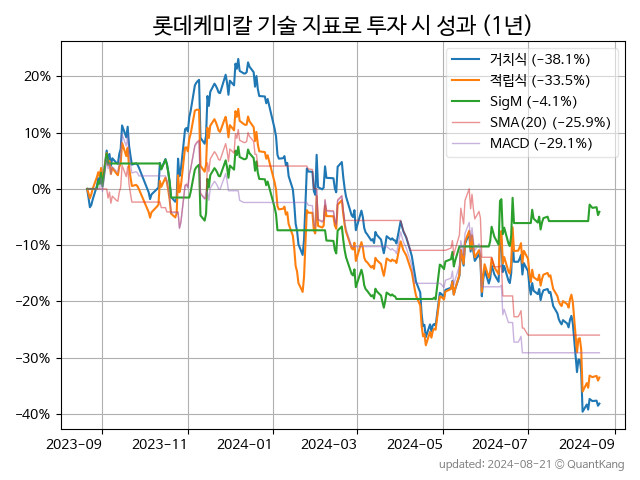 롯데케미칼 기술 지표로 투자 시 성과 (1년)
거치식 (−38.1%)
적립식 (−33.5%)
SigM (−4.1%)
SMA(20) (−25.9%)
MACD (−29.1%)
20%
10%
0%
−10%
−20%
−30%
−40%
2023-09
2023-11
2024-01
2024-03
2024-05
2024-07
2024-09
updated: 2024-08-21 © QuantKang